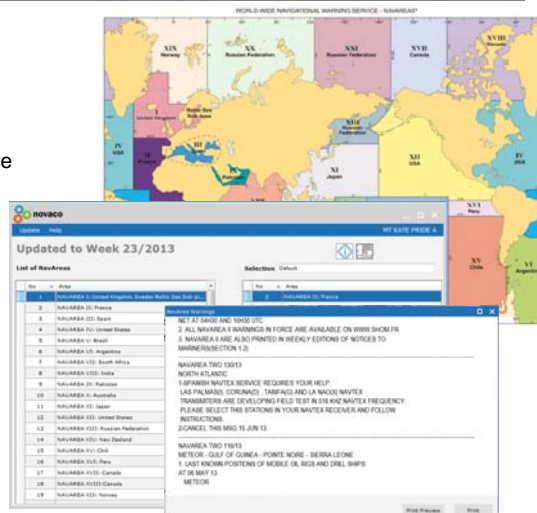 WORLD-WIDE NAVIGATIONAL WARNING SERVICE - NAVAREAS*
XIX
Norway
XX
Russian Federation
XXI
Russian Federation
XVII
Canada
XVIII
Canada
I
United Kingdom
Baltic Sea
Sub-Area
IV
USA
II
France
III
Spain
IX
Pakistan
XI
Japan
XIII
Russian
Federation
XII
USA
IV
USA
XVI
Peru
XV
Chile
VI
Argentina
e
novaco
Update Help
MT KATE PRIDE A
Updated to Week 23/2013
List of NavAreas
Selection Default
No Area
1 NAVAREA I: United Kingdom Sweden Baltic Sea Sub-ar...
2 NAVAREA II: France
3 NAVAREA III: Spain
4 NAVAREA IV: United States
5 NAVAREA V: Brazil
6 NAVAREA VI: Argentina
7 NAVAREA VII: South Africa
8 NAVAREA VIII: India
9 NAVAREA IX: Pakistan
10 NAVAREA X: Australia
11 NAVAREA XI: Japan
12 NAVAREA XII: United States
13 NAVAREA XIII: Russian Federation
14 NAVAREA XIV: New Zealand
15 NAVAREA XV: Chile
16 NAVAREA XVI: Peru
17 NAVAREA XVII: Canada
18 NAVAREA XVIII:Canada
19 NAVAREA XIX: Norway
No Area
2 NAVAREA II: France
NavArea Warnings
NET AT 04H30 AND 16H30 UTC
2 ALL NAVAREA II WARNINGS IN FORCE ARE AVAILABLE ON WWW.SHOM.FR
3 NAVAREA II ARE ALSO PRINTED IN WEEKLY EDITIONS OF NOTICES TO
MARINERS(SECTION 1.2).
NAVAREA TWO 130/13
NORTH ATLANTIC
1-SPANISH NAVTEX SERVICE REQUIRES YOUR HELP.
LAS PALMAS(I), CORUNA(D) , TARIFA(G) AND LA NAO(X) NAVTEX
TRANSMITERS ARE DEVELOPING FIELD TEST IN 518 KHZ NAVTEX FREQUENCY.
PLEASE SELECT THIS STATIONS IN YOUR NAVTEX RECEIVER AND FOLLOW
INSTRUCTIONS.
2-CANCEL THIS MSG 15 JUN 13.
NAVAREA TWO 116/13
METEOR - GULF OF GUINEA - POINTE NOIRE - SIERRA LEONE
1. LAST KNOWN POSITIONS OF MOBILE OIL RIGS AND DRILL SHIPS
AT 06 MAY 13
METEOR
Print Preview Print